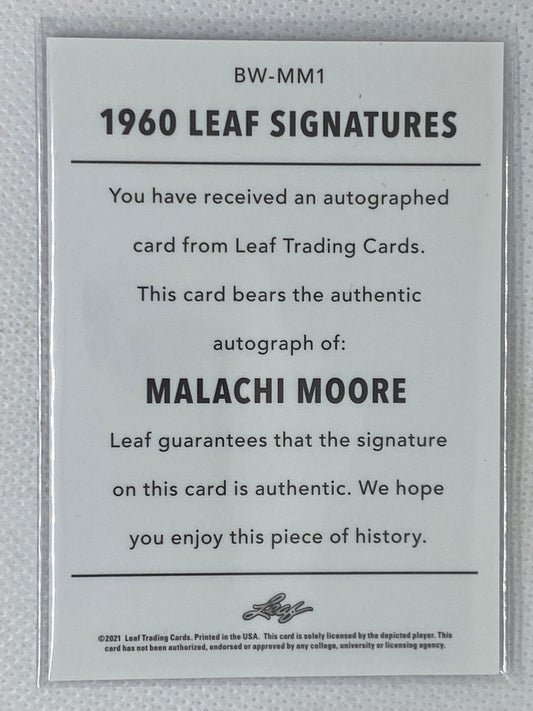 BW-MM1
1960 LEAF SIGNATURES
You have received an autographed
card from Leaf Trading Cards.
This card bears the authentic
autograph of:
MALACHI MOORE
Leaf guarantees that the signature
on this card is authentic. We hope
you enjoy this piece of history.
Leaf
©2021 Leaf Trading Cards. Printed in the USA. This card is solely licensed by the depicted player. This
card has not been authorized, endorsed or approved by any college, university or licensing agency.